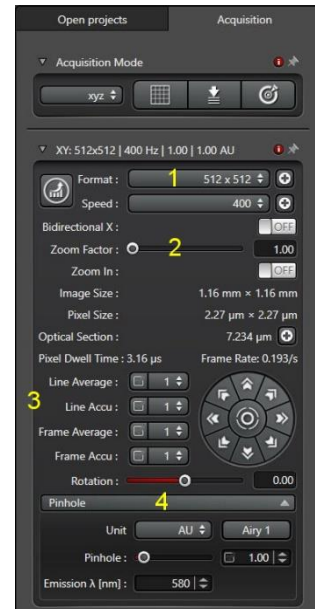 Open projects Acquisition
Acquisition Mode
xyz
XY: 512x512 | 400 Hz | 1.00 | 1.00 AU
Format : 1 512 x 512
Speed : 400
Bidirectional X : OFF
Zoom Factor : 2 1.00
Zoom In : OFF
Image Size : 1.16 mm × 1.16 mm
Pixel Size : 2.27 µm × 2.27 µm
Optical Section : 7.234 µm
Pixel Dwell Time : 3.16 µs Frame Rate: 0.193/s
Line Average : 1
3 Line Accu : 1
Frame Average : 1
Frame Accu : 1
Rotation : 0.00
Pinhole 4
Unit AU Airy 1
Pinhole : 1.00
Emission λ [nm] : 580